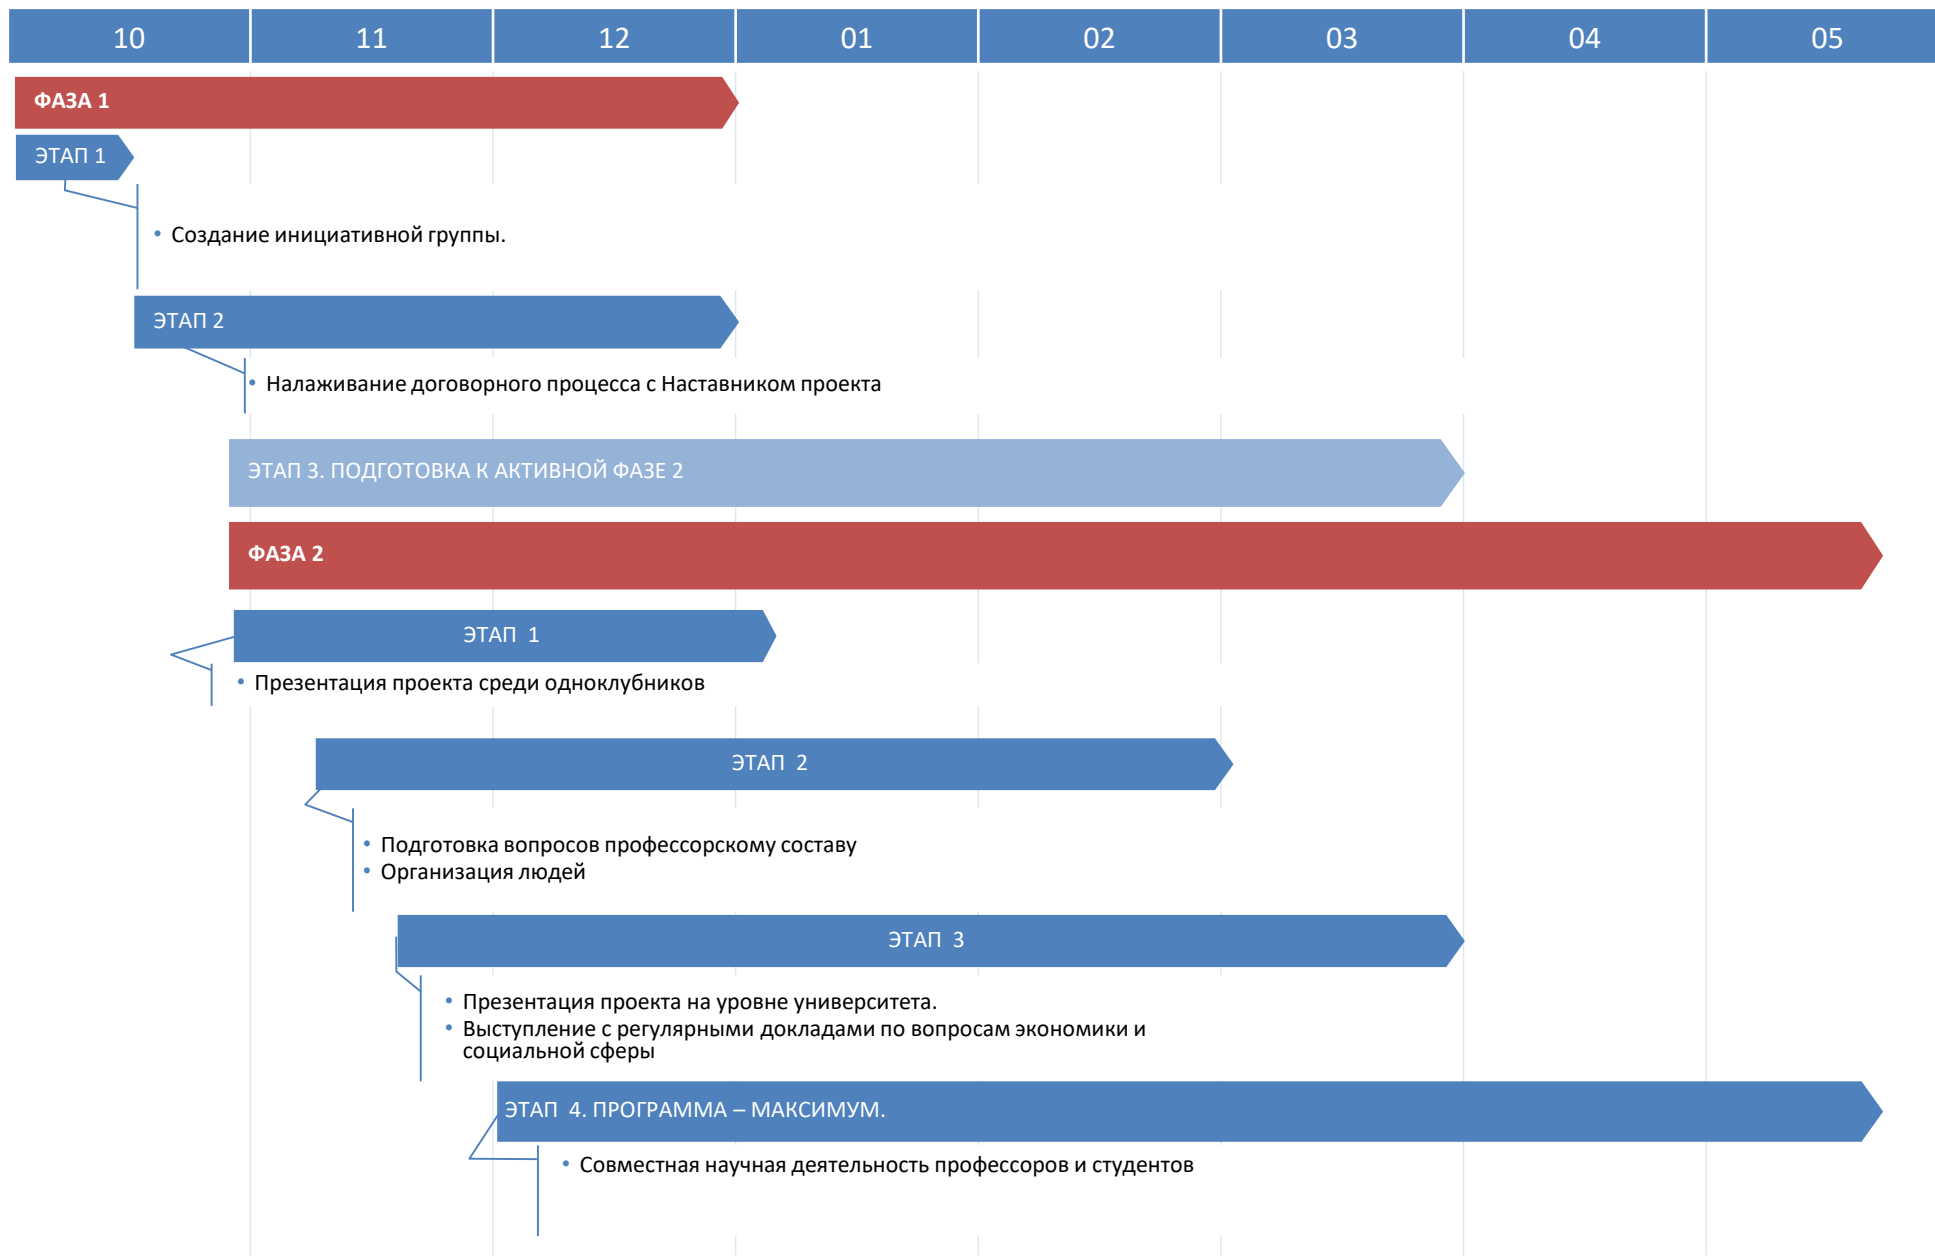 10 11 12 01 02 03 04 05
ФАЗА 1
ЭТАП 1
• Создание инициативной группы.
ЭТАП 2
• Налаживание договорного процесса с Наставником проекта
ЭТАП 3. ПОДГОТОВКА К АКТИВНОЙ ФАЗЕ 2
ФАЗА 2
ЭТАП 1
• Презентация проекта среди одноклубников
ЭТАП 2
• Подготовка вопросов профессорскому составу
• Организация людей
ЭТАП 3
• Презентация проекта на уровне университета.
• Выступление с регулярными докладами по вопросам экономики и
социальной сферы
ЭТАП 4. ПРОГРАММА – МАКСИМУМ.
• Совместная научная деятельность профессоров и студентов